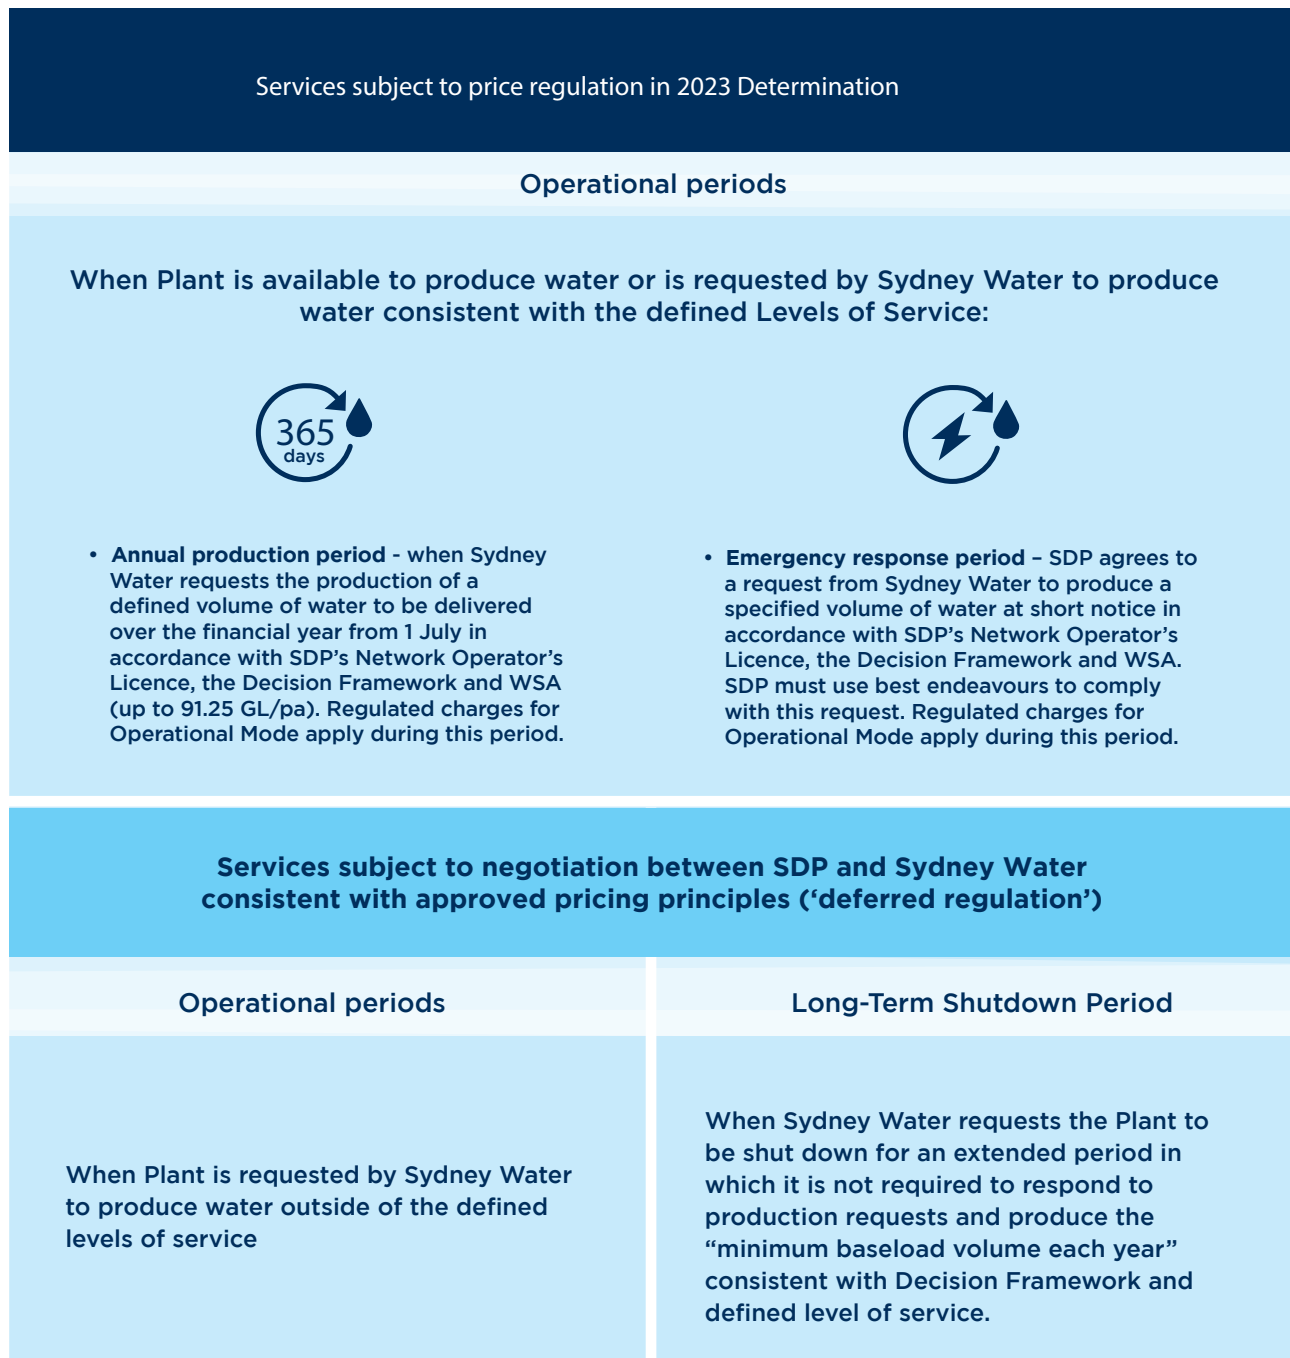 Services subject to price regulation in 2023 Determination
Operational periods
When Plant is available to produce water or is requested by Sydney Water to produce
water consistent with the defined Levels of Service:
365
days
• Annual production period - when Sydney
Water requests the production of a
defined volume of water to be delivered
over the financial year from 1 July in
accordance with SDP’s Network Operator’s
Licence, the Decision Framework and WSA
(up to 91.25 GL/pa). Regulated charges for
Operational Mode apply during this period.
• Emergency response period – SDP agrees to
a request from Sydney Water to produce a
specified volume of water at short notice in
accordance with SDP’s Network Operator’s
Licence, the Decision Framework and WSA.
SDP must use best endeavours to comply
with this request. Regulated charges for
Operational Mode apply during this period.
Services subject to negotiation between SDP and Sydney Water
consistent with approved pricing principles (‘deferred regulation’)
Operational periods
When Plant is requested by Sydney Water
to produce water outside of the defined
levels of service
Long-Term Shutdown Period
When Sydney Water requests the Plant to
be shut down for an extended period in
which it is not required to respond to
production requests and produce the
“minimum baseload volume each year”
consistent with Decision Framework and
defined level of service.